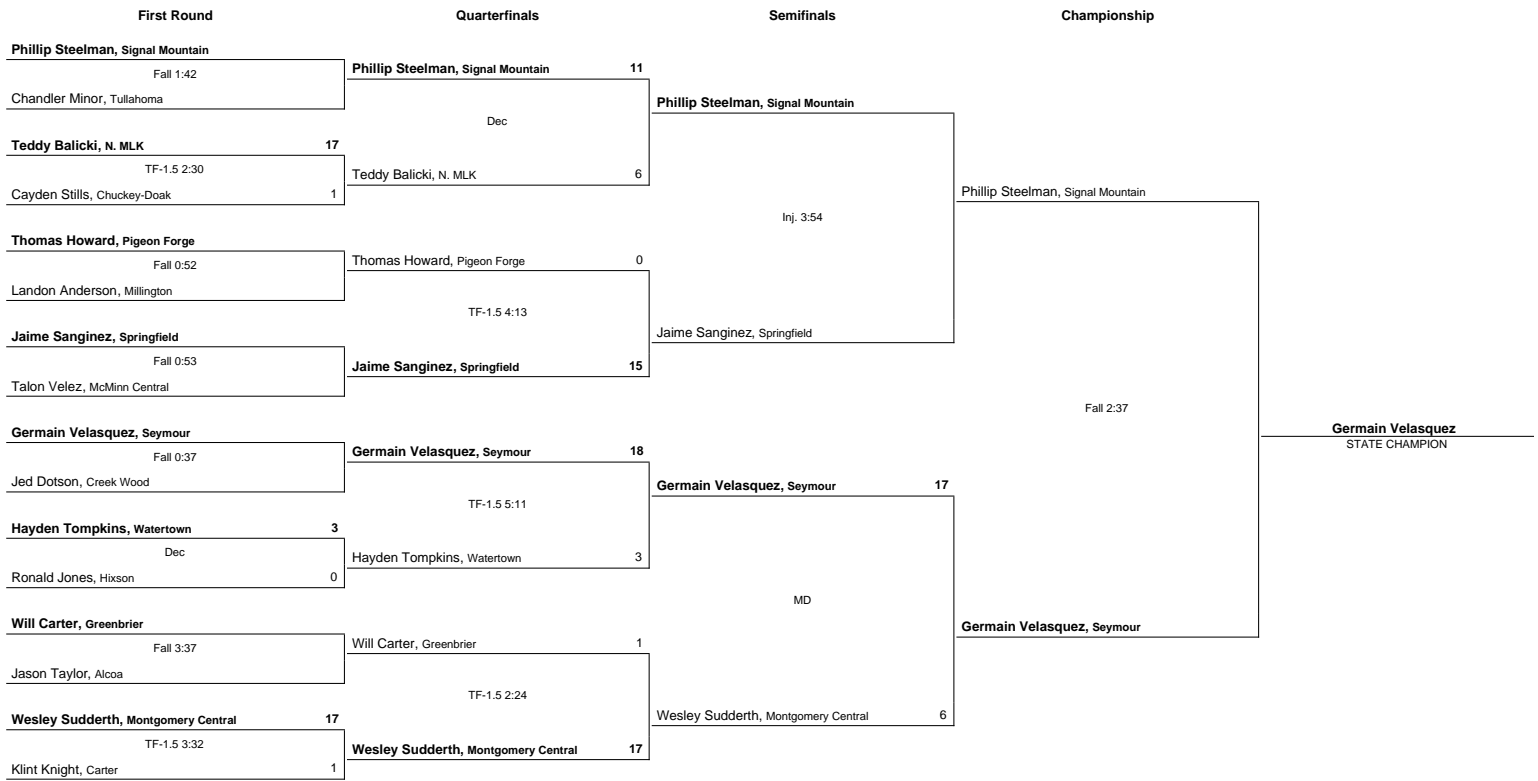 First Round
Quarterfinals
Semifinals
Championship
Phillip Steelman, Signal Mountain
Fall 1:42
Chandler Minor, Tullahoma
Teddy Balicki, N. MLK 17
TF-1.5 2:30
Cayden Stills, Chuckey-Doak 1
Thomas Howard, Pigeon Forge
Fall 0:52
Landon Anderson, Millington
Jaime Sanginez, Springfield
Fall 0:53
Talon Velez, McMinn Central
Germain Velasquez, Seymour
Fall 0:37
Jed Dotson, Creek Wood
Hayden Tompkins, Watertown 3
Dec
Ronald Jones, Hixson 0
Will Carter, Greenbrier
Fall 3:37
Jason Taylor, Alcoa
Wesley Sudderth, Montgomery Central 17
TF-1.5 3:32
Klint Knight, Carter 1
Phillip Steelman, Signal Mountain 11
Dec
Teddy Balicki, N. MLK 6
Thomas Howard, Pigeon Forge 0
TF-1.5 4:13
Jaime Sanginez, Springfield 15
Germain Velasquez, Seymour 18
TF-1.5 5:11
Hayden Tompkins, Watertown 3
Will Carter, Greenbrier 1
TF-1.5 2:24
Wesley Sudderth, Montgomery Central 17
Phillip Steelman, Signal Mountain
Inj. 3:54
Jaime Sanginez, Springfield
Germain Velasquez, Seymour 17
MD
Wesley Sudderth, Montgomery Central 6
Phillip Steelman, Signal Mountain
Fall 2:37
Germain Velasquez, Seymour
Germain Velasquez
STATE CHAMPION